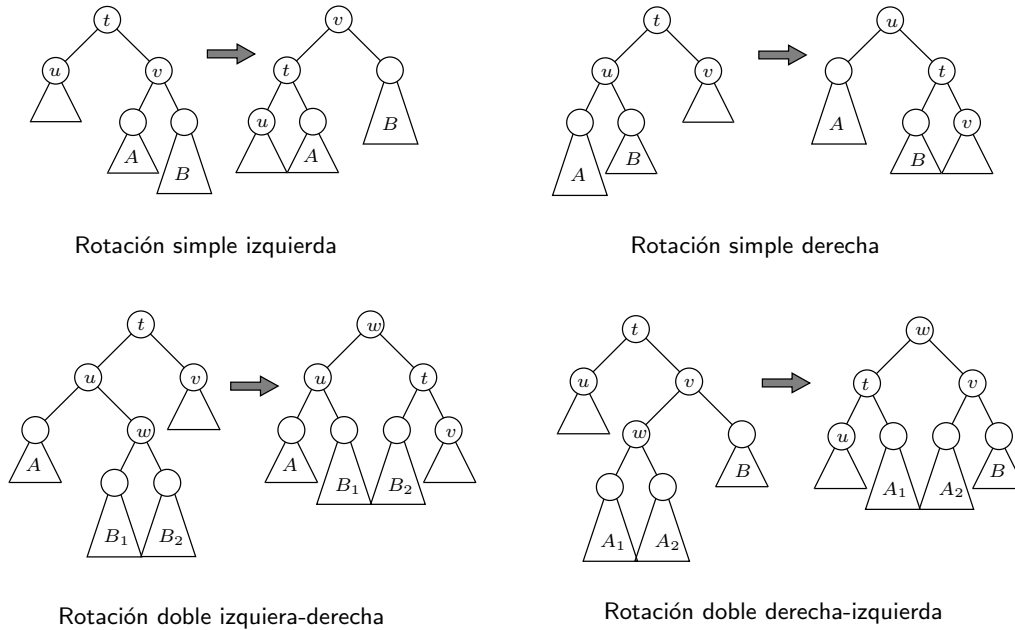 t
v
t
u
u
v
t
u
v
u
t
A
B
u
A
B
A
B
A
B
v
Rotación simple izquierda
Rotación simple derecha
t
w
t
w
u
v
u
t
u
v
t
v
A
w
A
B₁
B₂
v
w
B
u
A₁
A₂
B
B₁
B₂
A₁
A₂
Rotación doble izquiera-derecha
Rotación doble derecha-izquierda